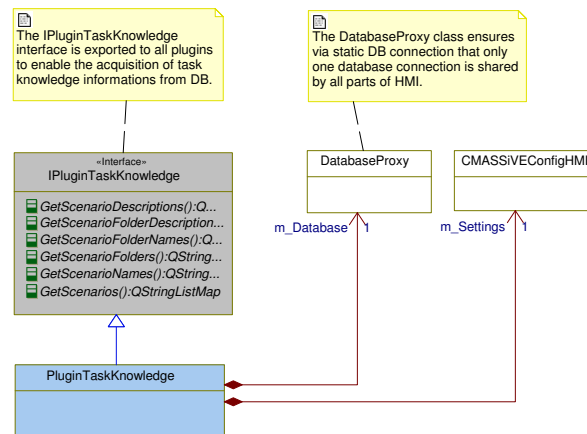 The IPluginTaskKnowledge
interface is exported to all plugins
to enable the acquisition of task
knowledge informations from DB.
The DatabaseProxy class ensures
via static DB connection that only
one database connection is shared
by all parts of HMI.
«Interface»
IPluginTaskKnowledge
GetScenarioDescriptions():Q...
GetScenarioFolderDescription...
GetScenarioFolderNames():Q...
GetScenarioFolders():QString...
GetScenarioNames():QString...
GetScenarios():QStringListMap
DatabaseProxy
CMASSiVEConfigHMI
m_Database 1
m_Settings 1
PluginTaskKnowledge